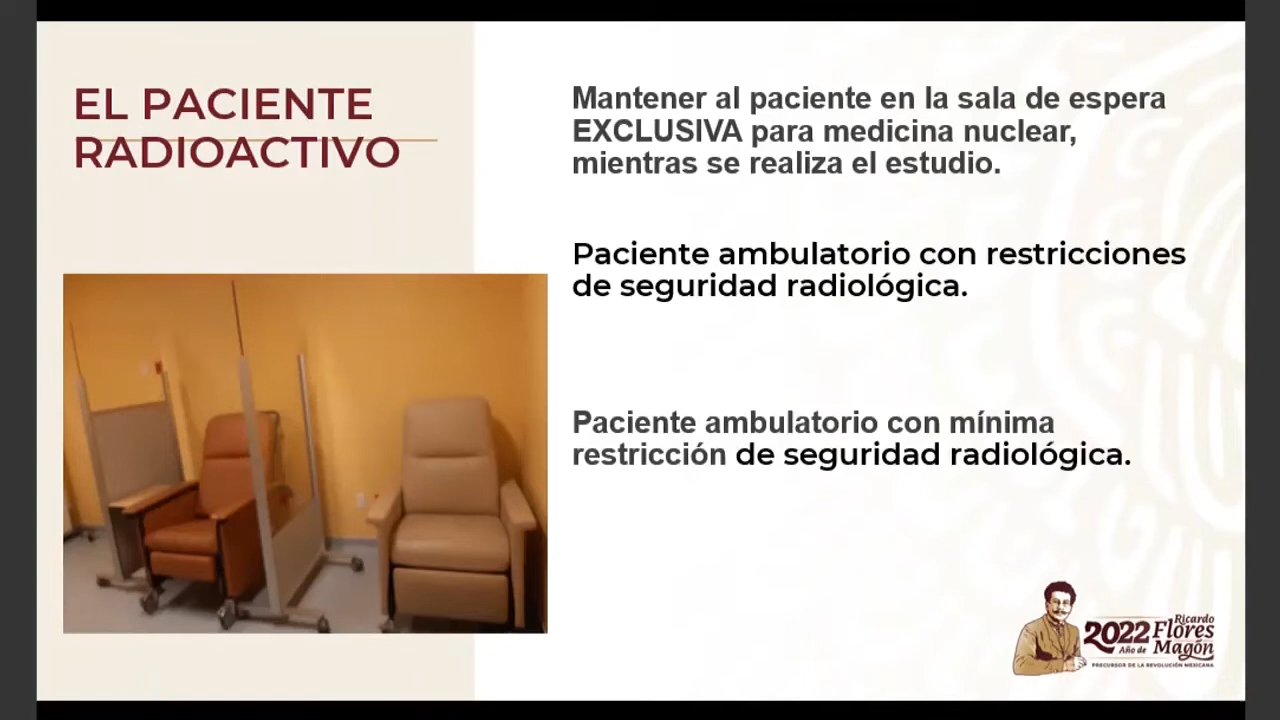 EL PACIENTE
RADIOACTIVO
Mantener al paciente en la sala de espera
EXCLUSIVA para medicina nuclear,
mientras se realiza el estudio.
Paciente ambulatorio con restricciones
de seguridad radiológica.
Paciente ambulatorio con mínima
restricción de seguridad radiológica.
2022 Ricardo
Año de Flores
Magón
PRECURSOR DE LA REVOLUCIÓN MEXICANA